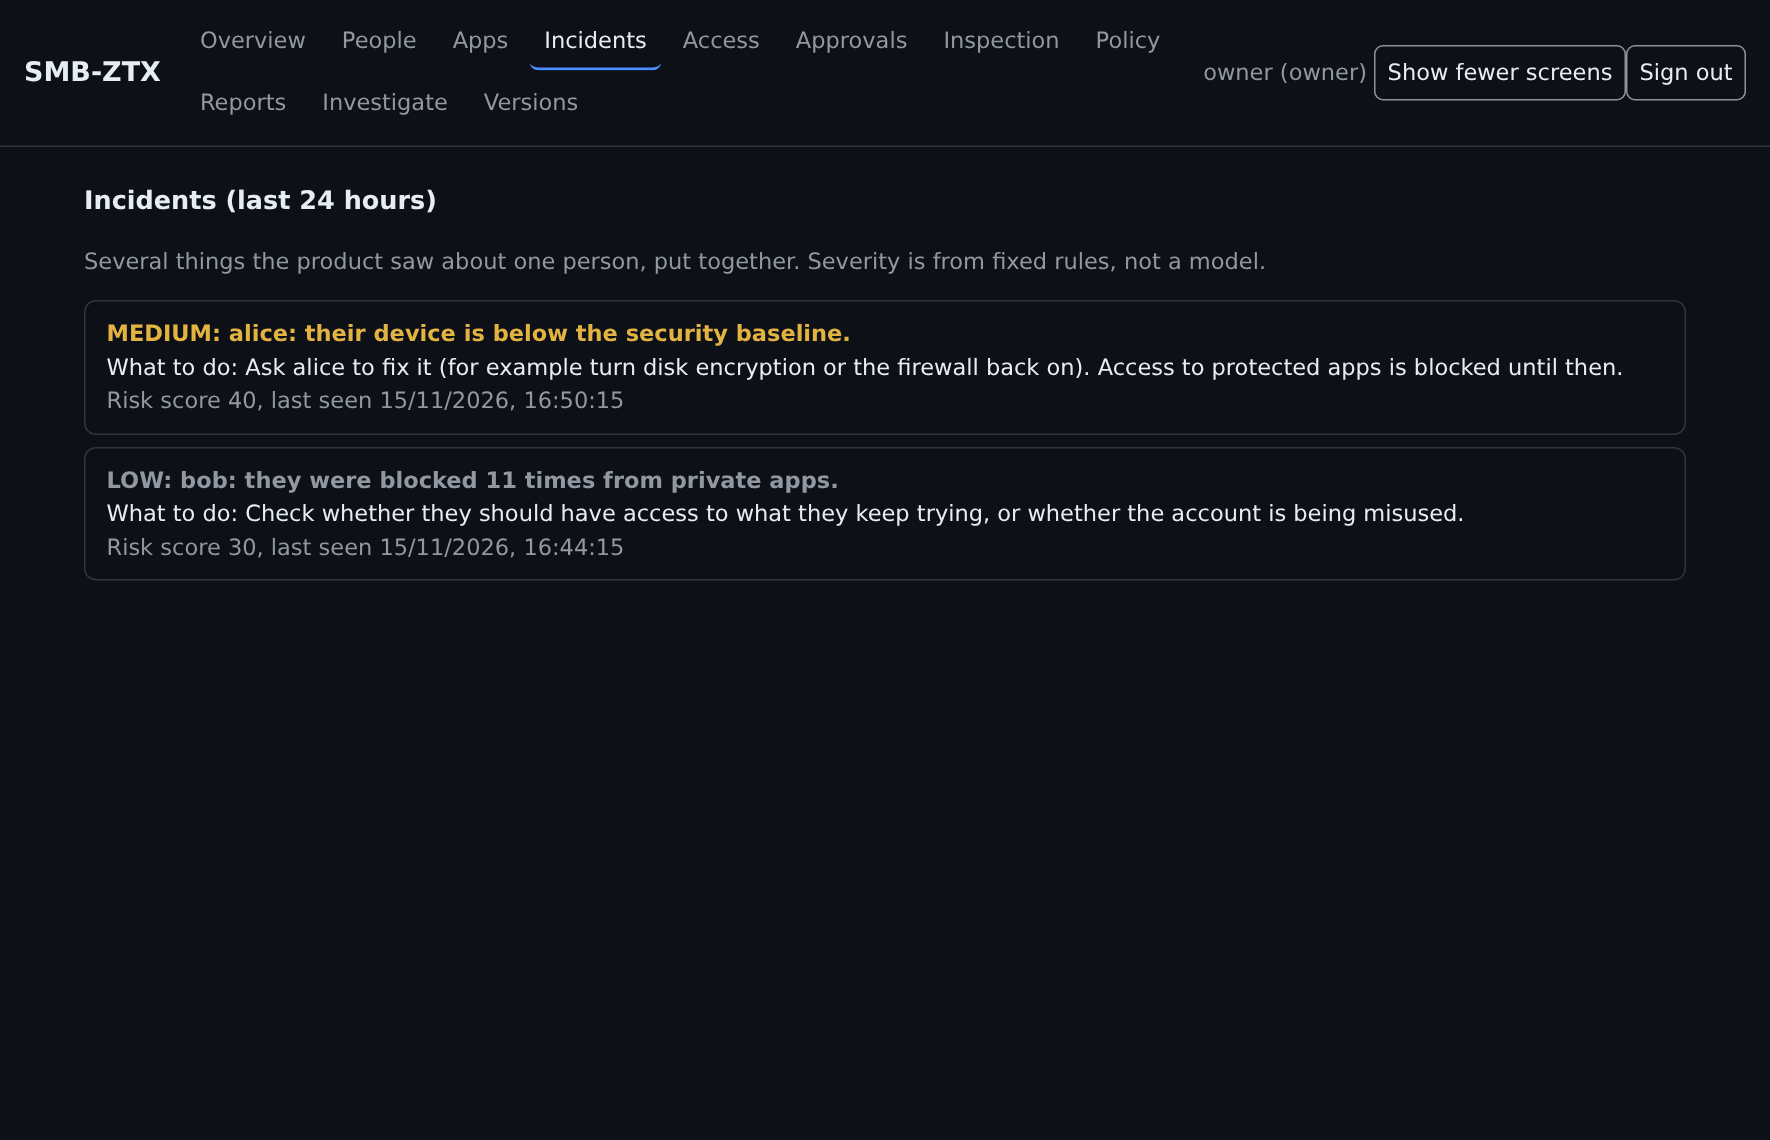 SMB-ZTX
Overview People Apps Incidents Access Approvals Inspection Policy
Reports Investigate Versions
owner (owner) Show fewer screens Sign out
Incidents (last 24 hours)
Several things the product saw about one person, put together. Severity is from fixed rules, not a model.
MEDIUM: alice: their device is below the security baseline.
What to do: Ask alice to fix it (for example turn disk encryption or the firewall back on). Access to protected apps is blocked until then.
Risk score 40, last seen 15/11/2026, 16:50:15
LOW: bob: they were blocked 11 times from private apps.
What to do: Check whether they should have access to what they keep trying, or whether the account is being misused.
Risk score 30, last seen 15/11/2026, 16:44:15